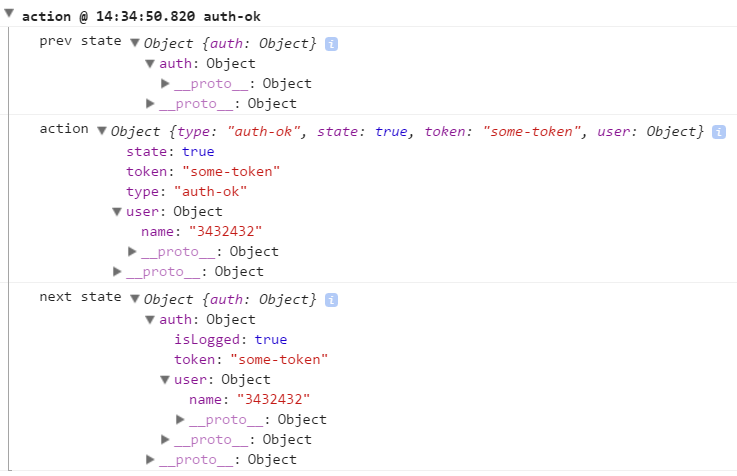 action @ 14:34:50.820 auth-ok
prev state Object {auth: Object} i
auth: Object
__proto__: Object
__proto__: Object
action Object {type: "auth-ok", state: true, token: "some-token", user: Object} i
state: true
token: "some-token"
type: "auth-ok"
user: Object
name: "3432432"
__proto__: Object
__proto__: Object
next state Object {auth: Object} i
auth: Object
isLogged: true
token: "some-token"
user: Object
name: "3432432"
__proto__: Object
__proto__: Object
__proto__: Object